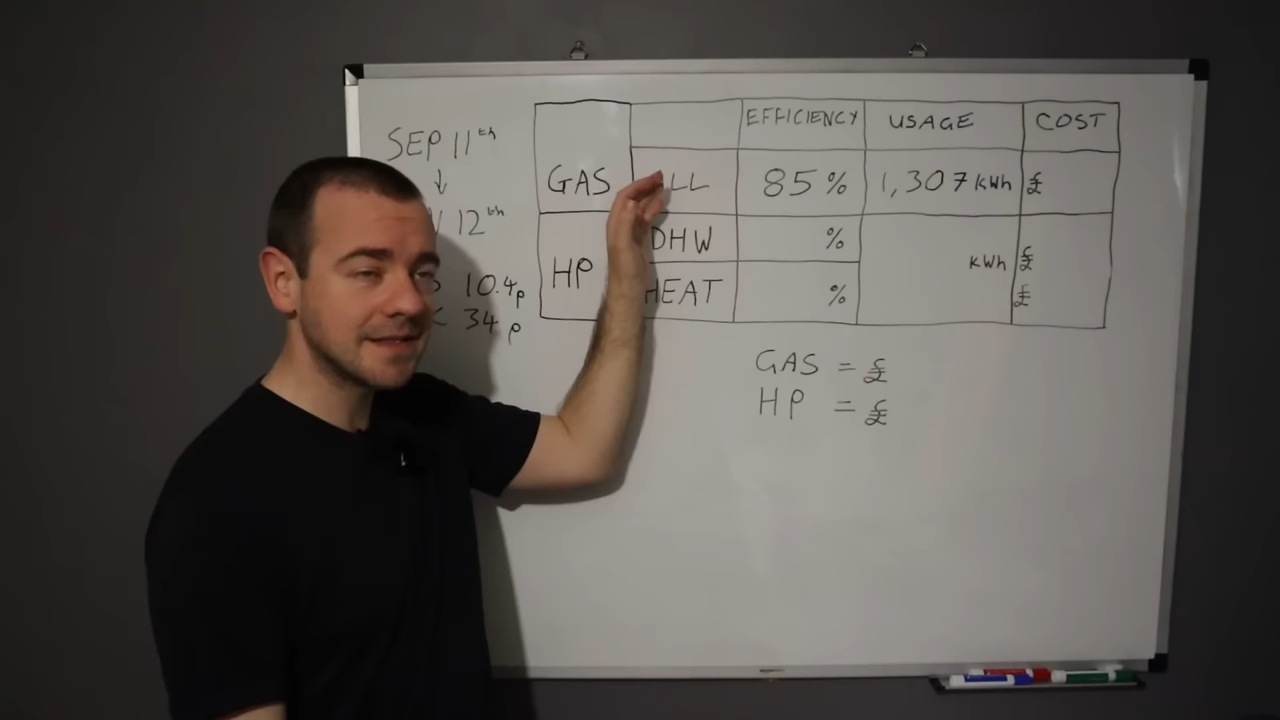 SEP 11th
↓
12th
10.4p
34p
EFFICIENCY USAGE COST
GAS 85% 1,307 kWh £
HP DHW % kWh £
HEAT % £
GAS = £
HP = £